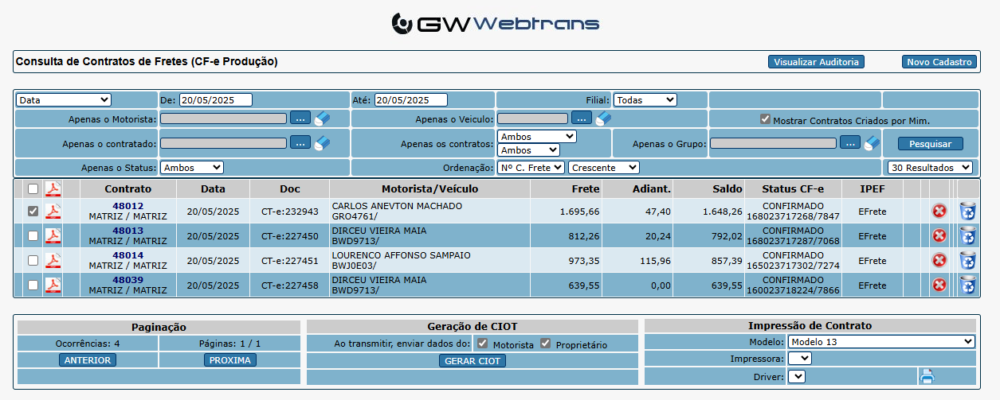 GW Webtrans
Consulta de Contratos de Fretes (CF-e Produção) Visualizar Auditoria Novo Cadastro
Data De: 20/05/2025 Até: 20/05/2025 Filial: Todas
Apenas o Motorista: ... Apenas o Veiculo: ... Mostrar Contratos Criados por Mim.
Apenas o contratado: ... Apenas os contratos: Ambos Ambos Apenas o Grupo: ... Pesquisar
Apenas o Status: Ambos Ordenação: Nº C. Frete Crescente 30 Resultados
Contrato Data Doc Motorista/Veículo Frete Adiant. Saldo Status CF-e IPEF
48012 CARLOS ANEVTON MACHADO CONFIRMADO
MATRIZ / MATRIZ 20/05/2025 CT-e:232943 GRO4761/ 1.695,66 47,40 1.648,26 168023717268/7847 EFrete
48013 DIRCEU VIEIRA MAIA CONFIRMADO
MATRIZ / MATRIZ 20/05/2025 CT-e:227450 BWD9713/ 812,26 20,24 792,02 168023717287/7068 EFrete
48014 LOURENCO AFFONSO SAMPAIO CONFIRMADO
MATRIZ / MATRIZ 20/05/2025 CT-e:227451 BWJ0E03/ 973,35 115,96 857,39 165023717302/7274 EFrete
48039 DIRCEU VIEIRA MAIA CONFIRMADO
MATRIZ / MATRIZ 20/05/2025 CT-e:227458 BWD9713/ 639,55 0,00 639,55 160023718224/7866 EFrete
Paginação Geração de CIOT Impressão de Contrato
Ocorrências: 4 Páginas: 1 / 1 Ao transmitir, enviar dados do: Motorista Proprietário Modelo: Modelo 13
ANTERIOR PROXIMA GERAR CIOT Impressora:
Driver: